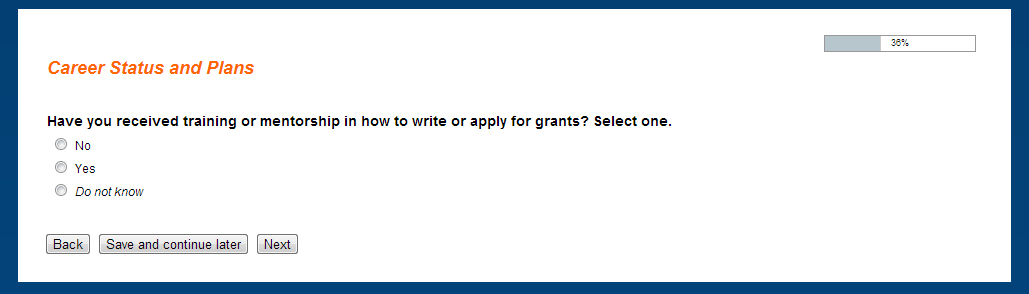 36%
Career Status and Plans
Have you received training or mentorship in how to write or apply for grants? Select one.
No
Yes
Do not know
Back Save and continue later Next